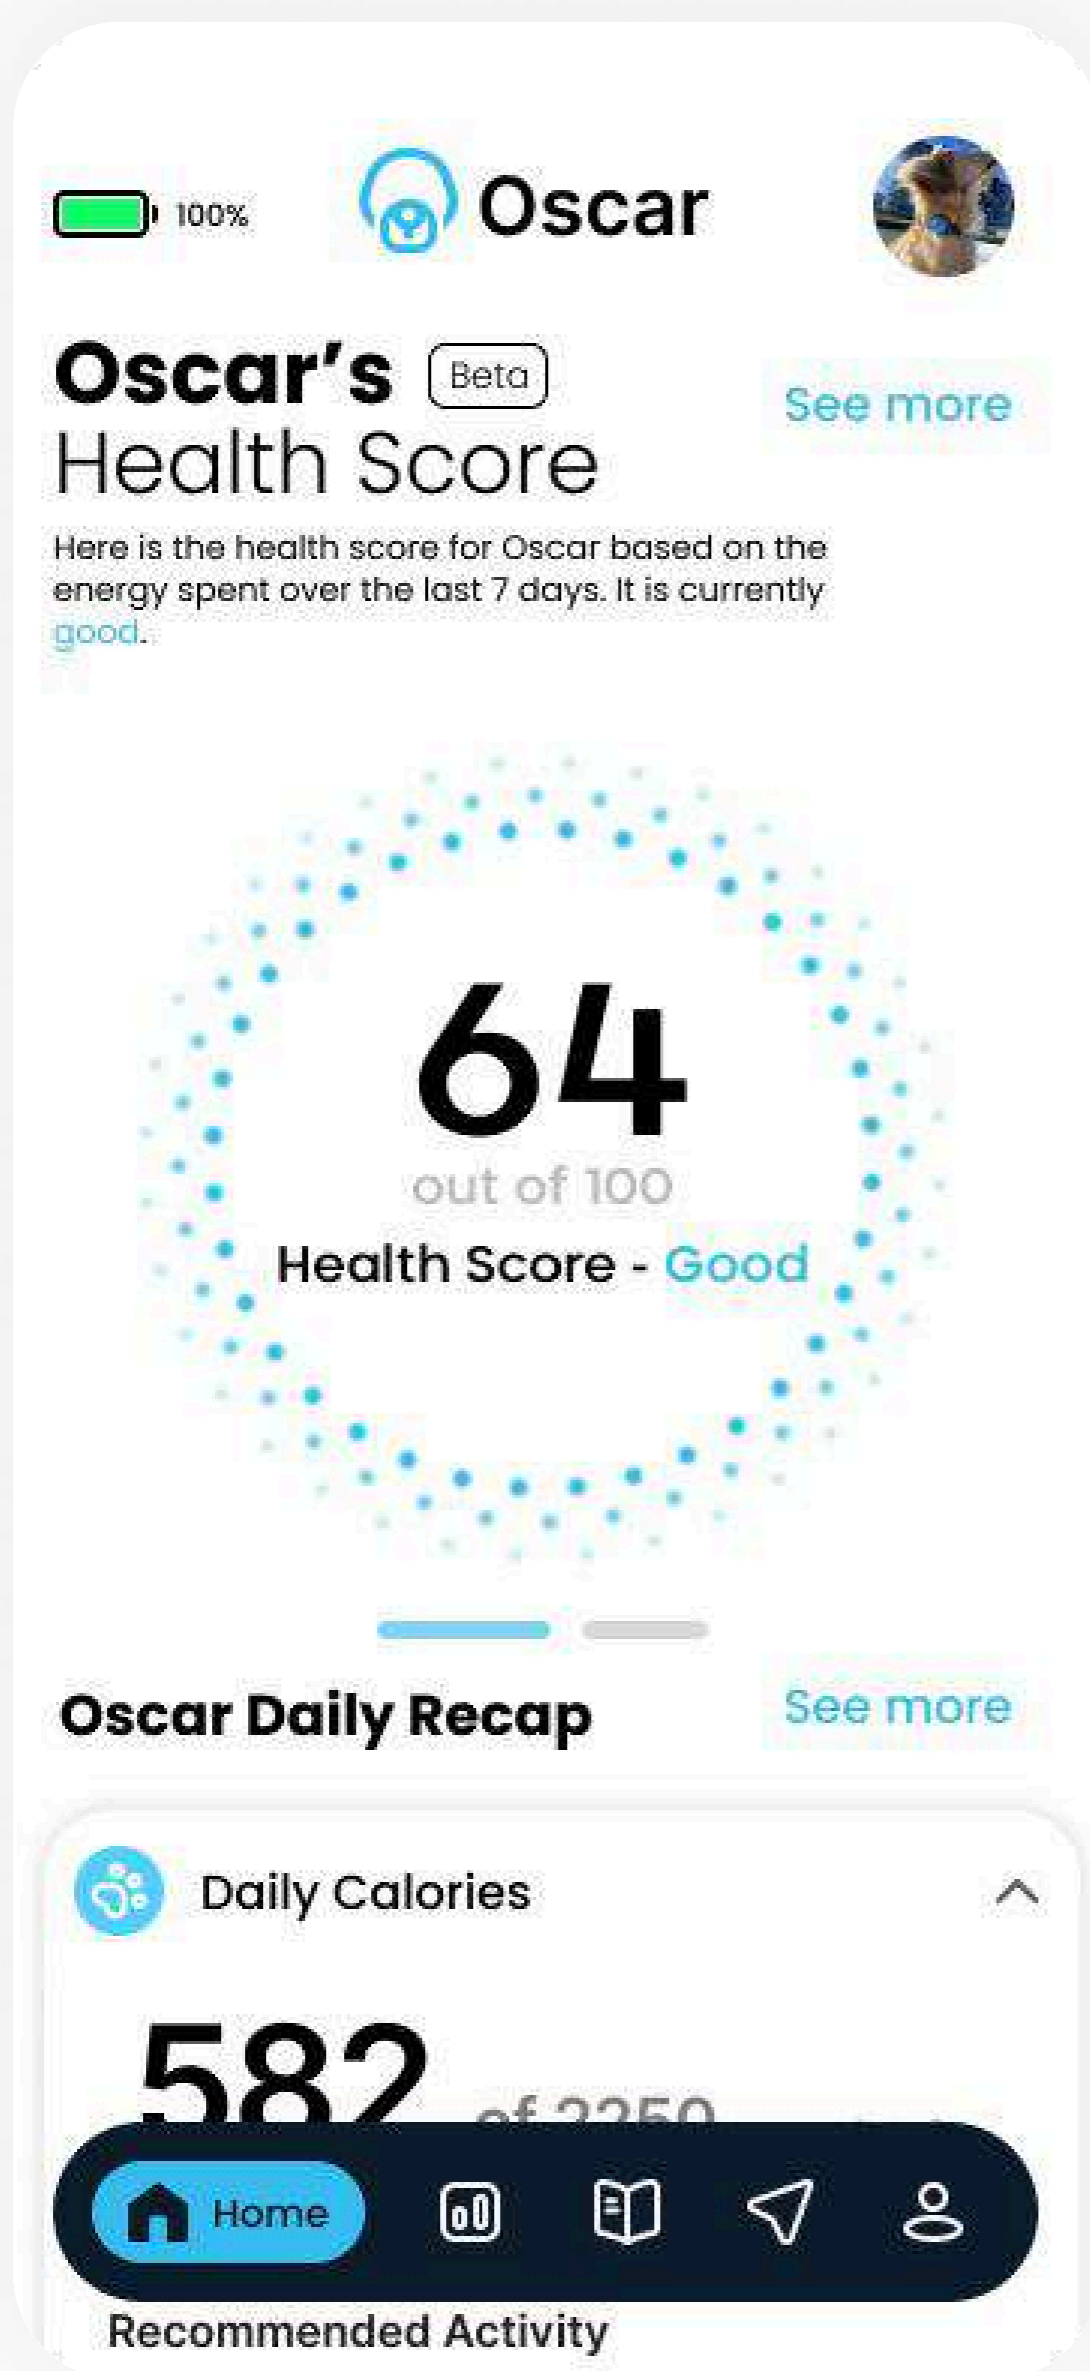 100%
Oscar
Oscar's Beta
See more
Health Score
Here is the health score for Oscar based on the
energy spent over the last 7 days. It is currently
good.
64
out of 100
Health Score - Good
Oscar Daily Recap
See more
Daily Calories
582 of 2250
Home
Recommended Activity